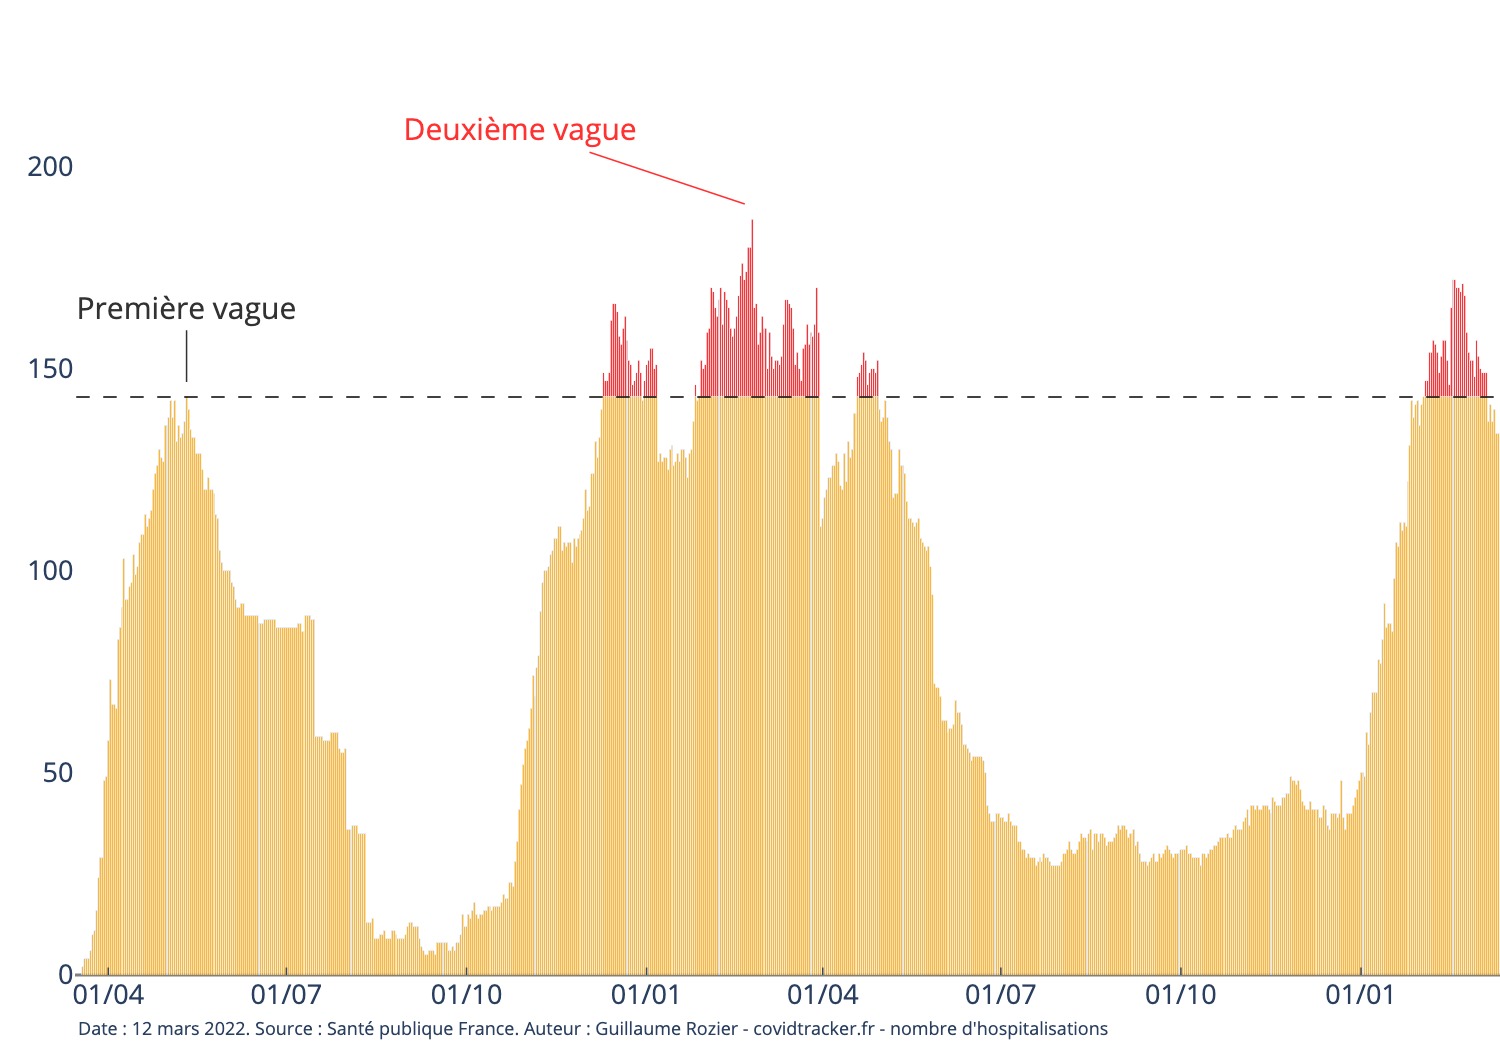 Deuxième vague
200
Première vague
150
100
50
0
01/04 01/07 01/10 01/01 01/04 01/07 01/10 01/01
Date : 12 mars 2022. Source : Santé publique France. Auteur : Guillaume Rozier - covidtracker.fr - nombre d'hospitalisations